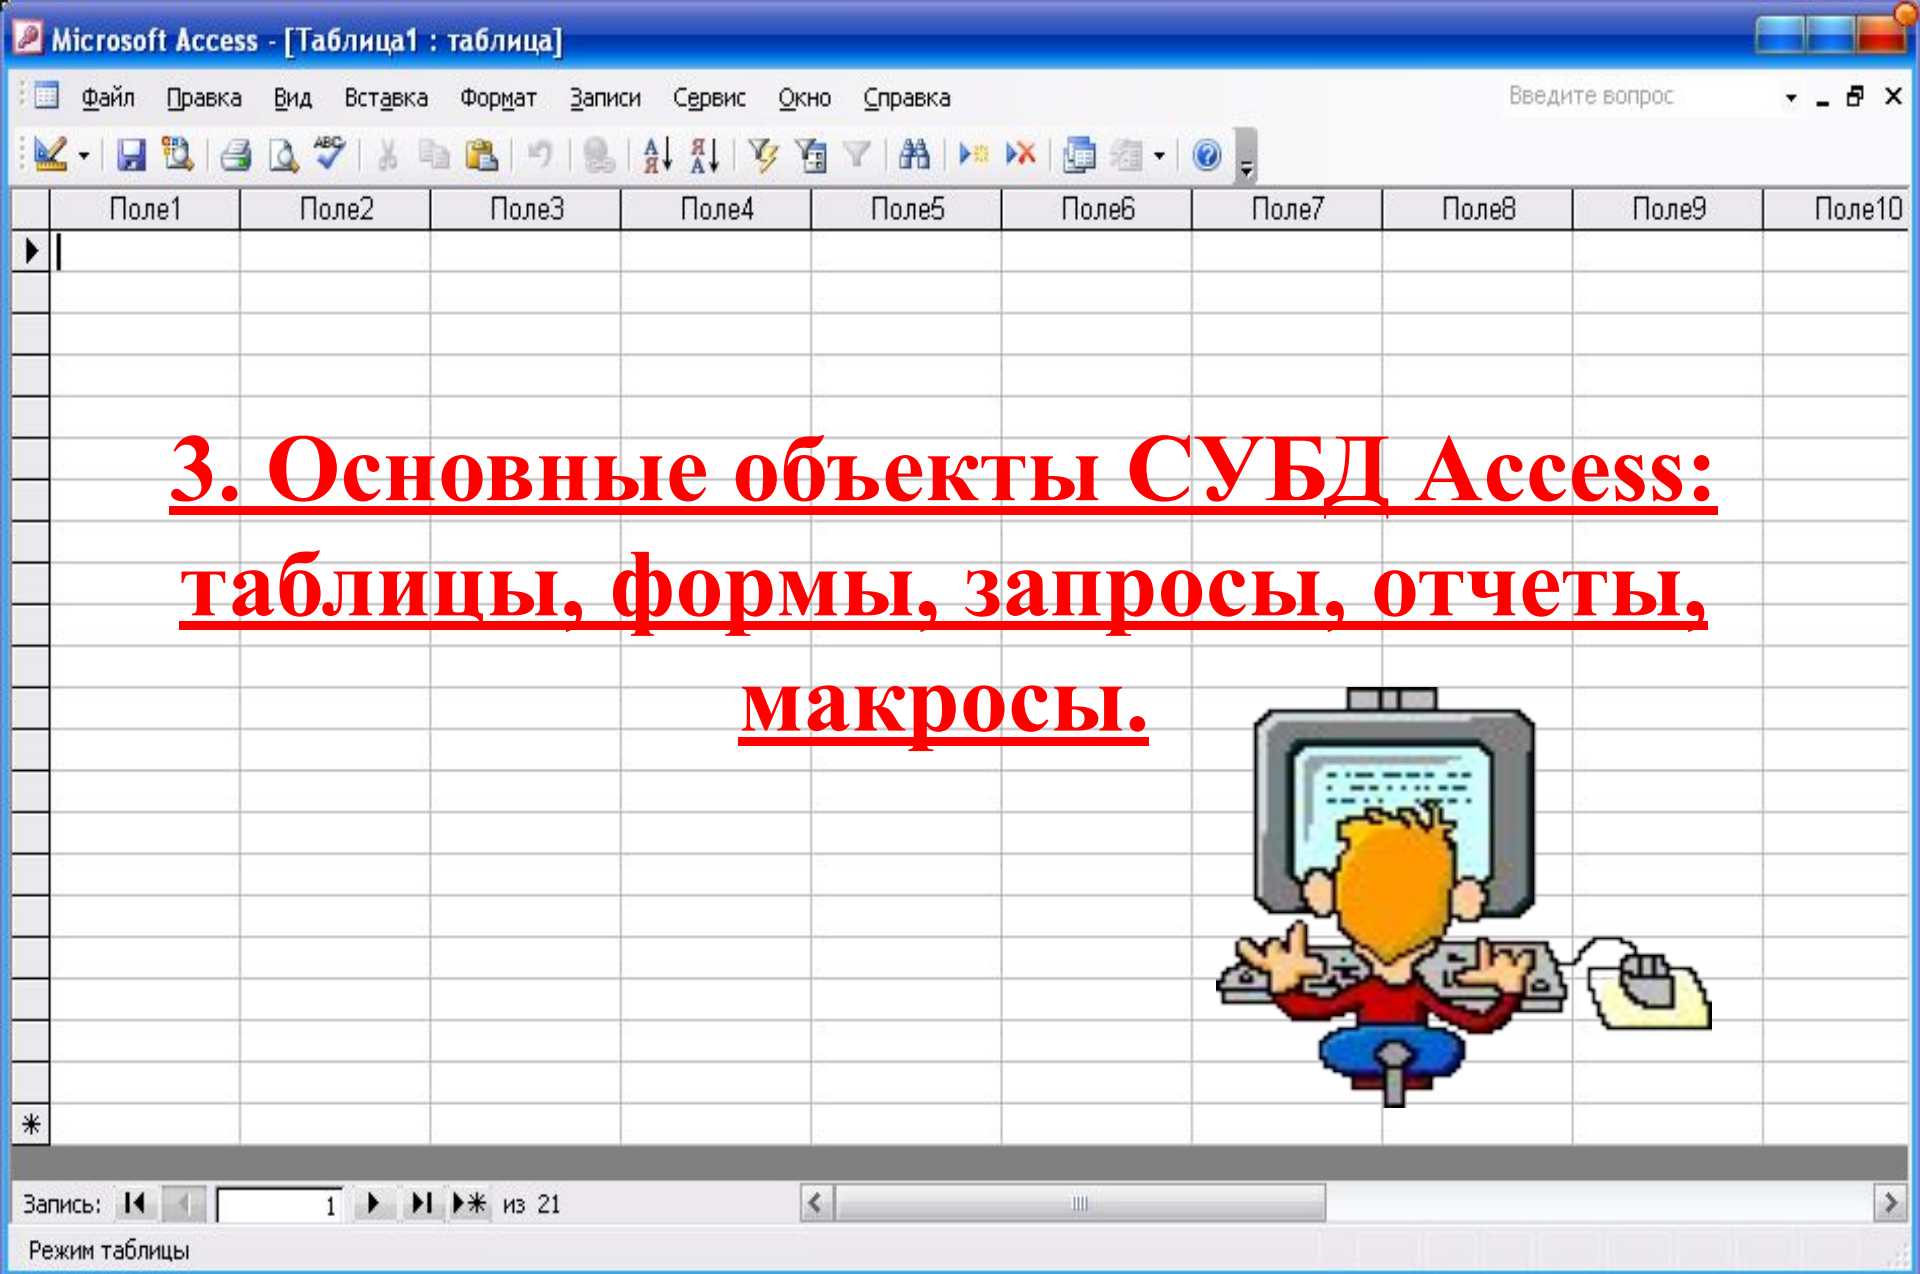 Microsoft Access - [Таблица1 : таблица]
Файл Правка Вид Вставка Формат Записи Сервис Окно Справка Введите вопрос
Поле1 Поле2 Поле3 Поле4 Поле5 Поле6 Поле7 Поле8 Поле9 Поле10
3. Основные объекты СУБД Access:
таблицы, формы, запросы, отчеты,
макросы.
Запись: 1 из 21
Режим таблицы